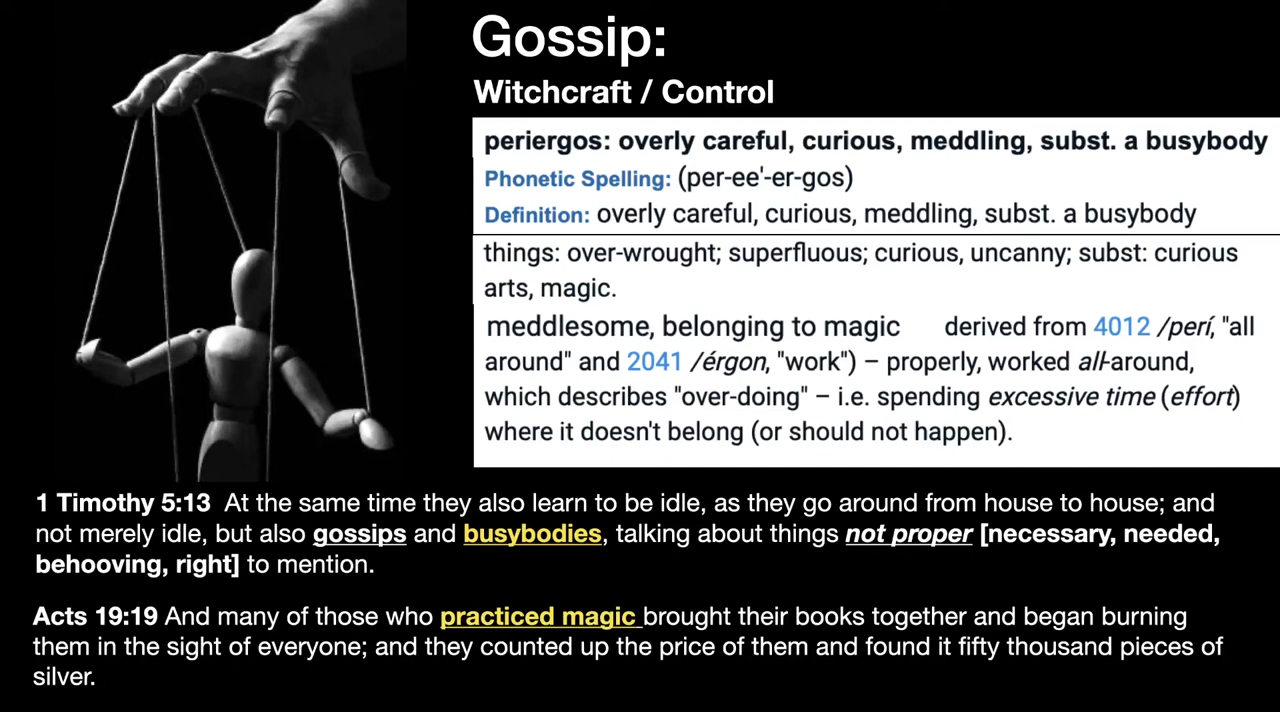 Gossip:
Witchcraft / Control
periergos: overly careful, curious, meddling, subst. a busybody
Phonetic Spelling: (per-ee'-er-gos)
Definition: overly careful, curious, meddling, subst. a busybody
things: over-wrought; superfluous; curious, uncanny; subst: curious
arts, magic.
meddlesome, belonging to magic derived from 4012 /perí, "all
around" and 2041 /érgon, "work") – properly, worked all-around,
which describes "over-doing" – i.e. spending excessive time (effort)
where it doesn't belong (or should not happen).
1 Timothy 5:13 At the same time they also learn to be idle, as they go around from house to house; and
not merely idle, but also gossips and busybodies, talking about things not proper [necessary, needed,
behooving, right] to mention.
Acts 19:19 And many of those who practiced magic brought their books together and began burning
them in the sight of everyone; and they counted up the price of them and found it fifty thousand pieces of
silver.